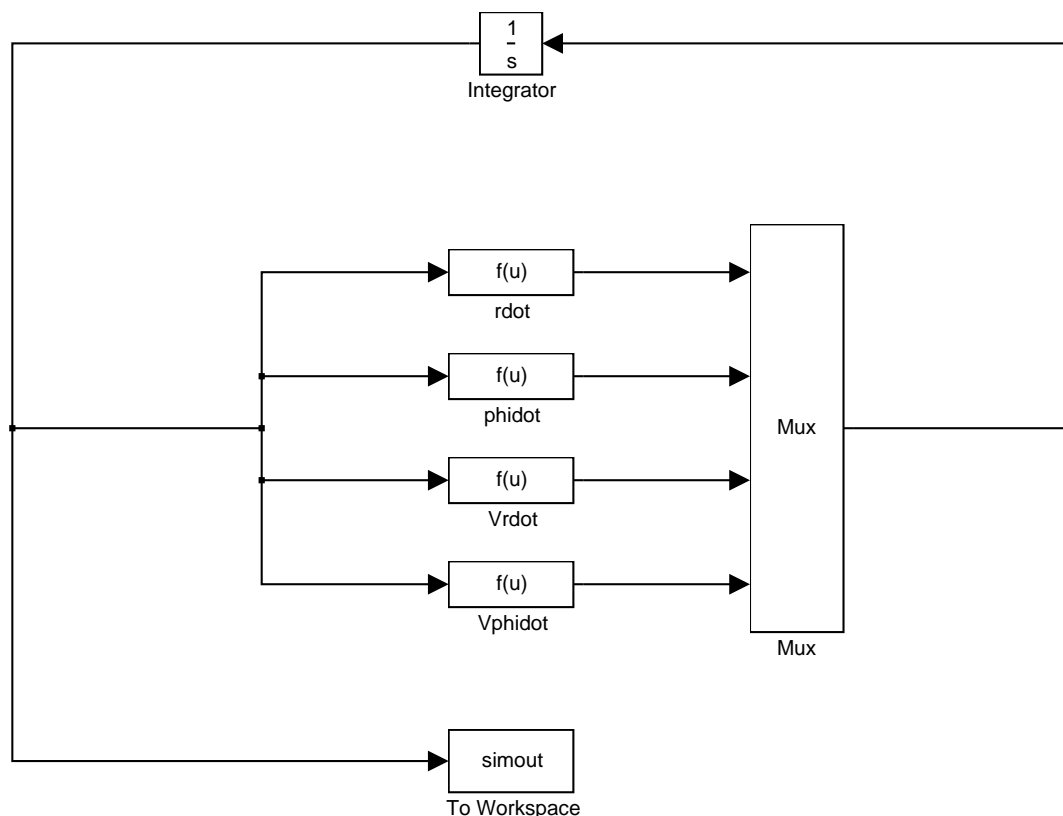 1
s
Integrator
f(u)
rdot
f(u)
phidot
Mux
f(u)
Vrdot
f(u)
Vphidot
Mux
simout
To Workspace